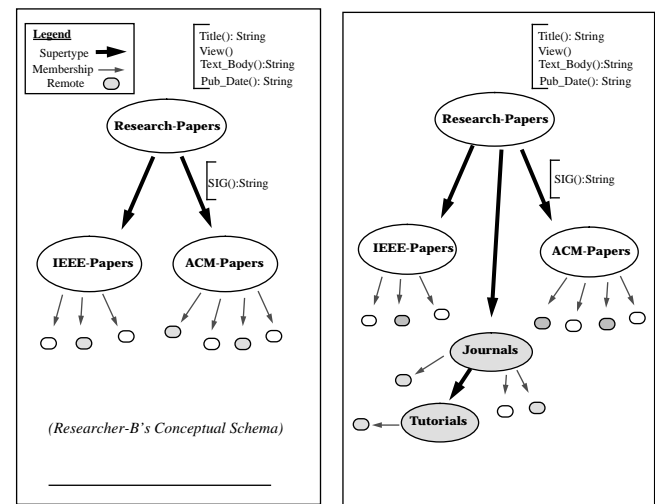 Legend
Supertype
Membership
Remote
Title(): String
View()
Text_Body():String
Pub_Date(): String
Research-Papers
SIG():String
IEEE-Papers
ACM-Papers
(Researcher-B's Conceptual Schema)
Title(): String
View()
Text_Body():String
Pub_Date(): String
Research-Papers
SIG():String
IEEE-Papers
ACM-Papers
Journals
Tutorials